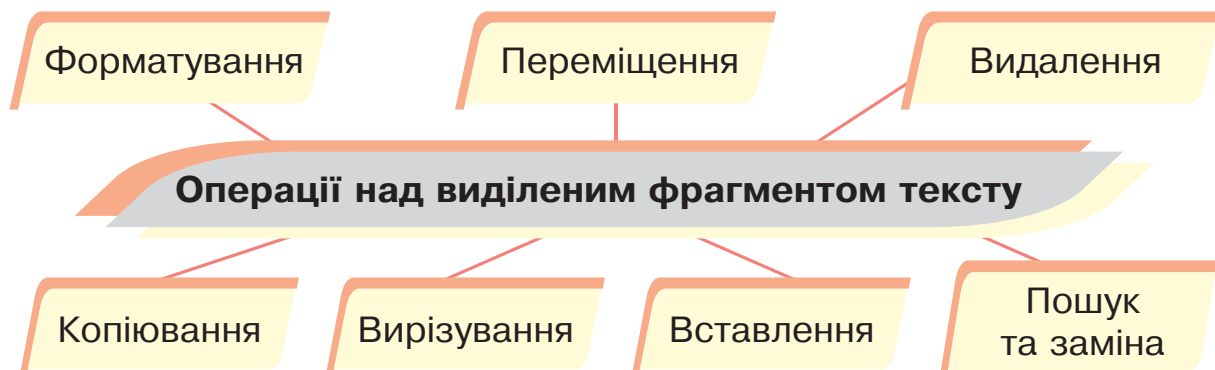 Форматування
Переміщення
Видалення
Операції над виділеним фрагментом тексту
Копіювання
Вирізування
Вставлення
Пошук
та заміна